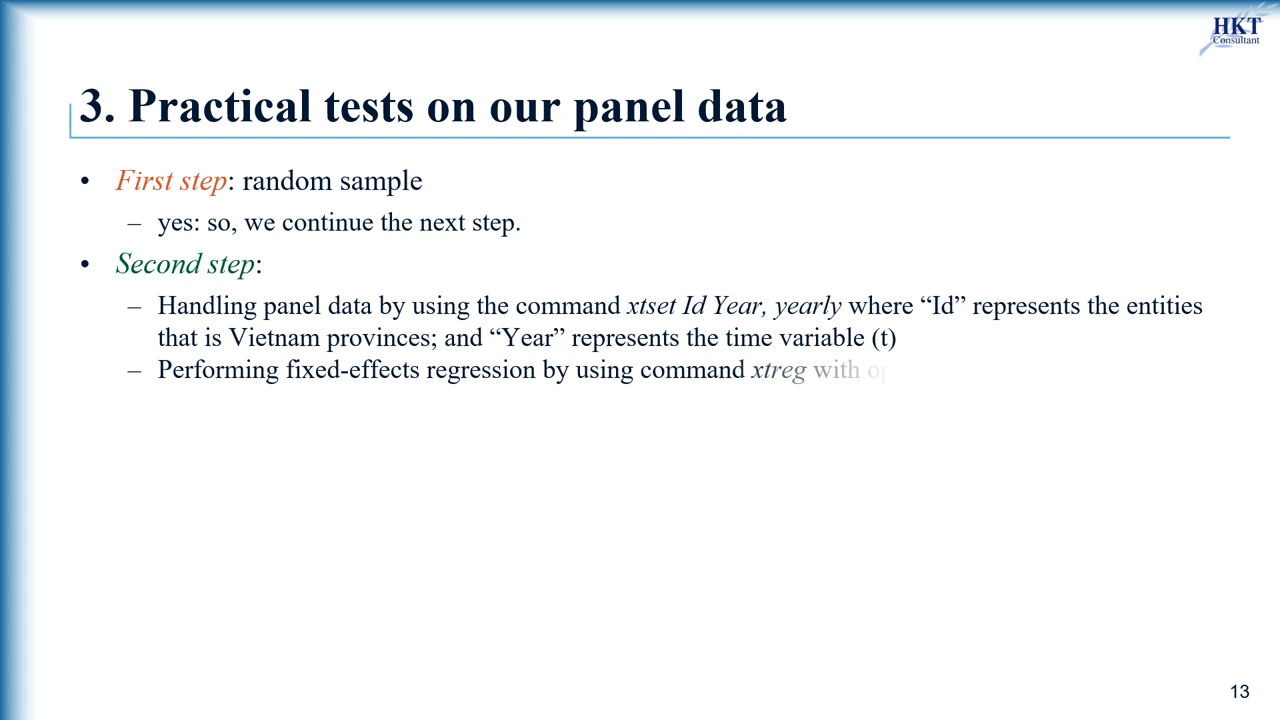 HKT
Consultant
3. Practical tests on our panel data
• First step: random sample
– yes: so, we continue the next step.
• Second step:
– Handling panel data by using the command xtset Id Year, yearly where “Id” represents the entities
that is Vietnam provinces; and “Year” represents the time variable (t)
– Performing fixed-effects regression by using command xtreg with
13